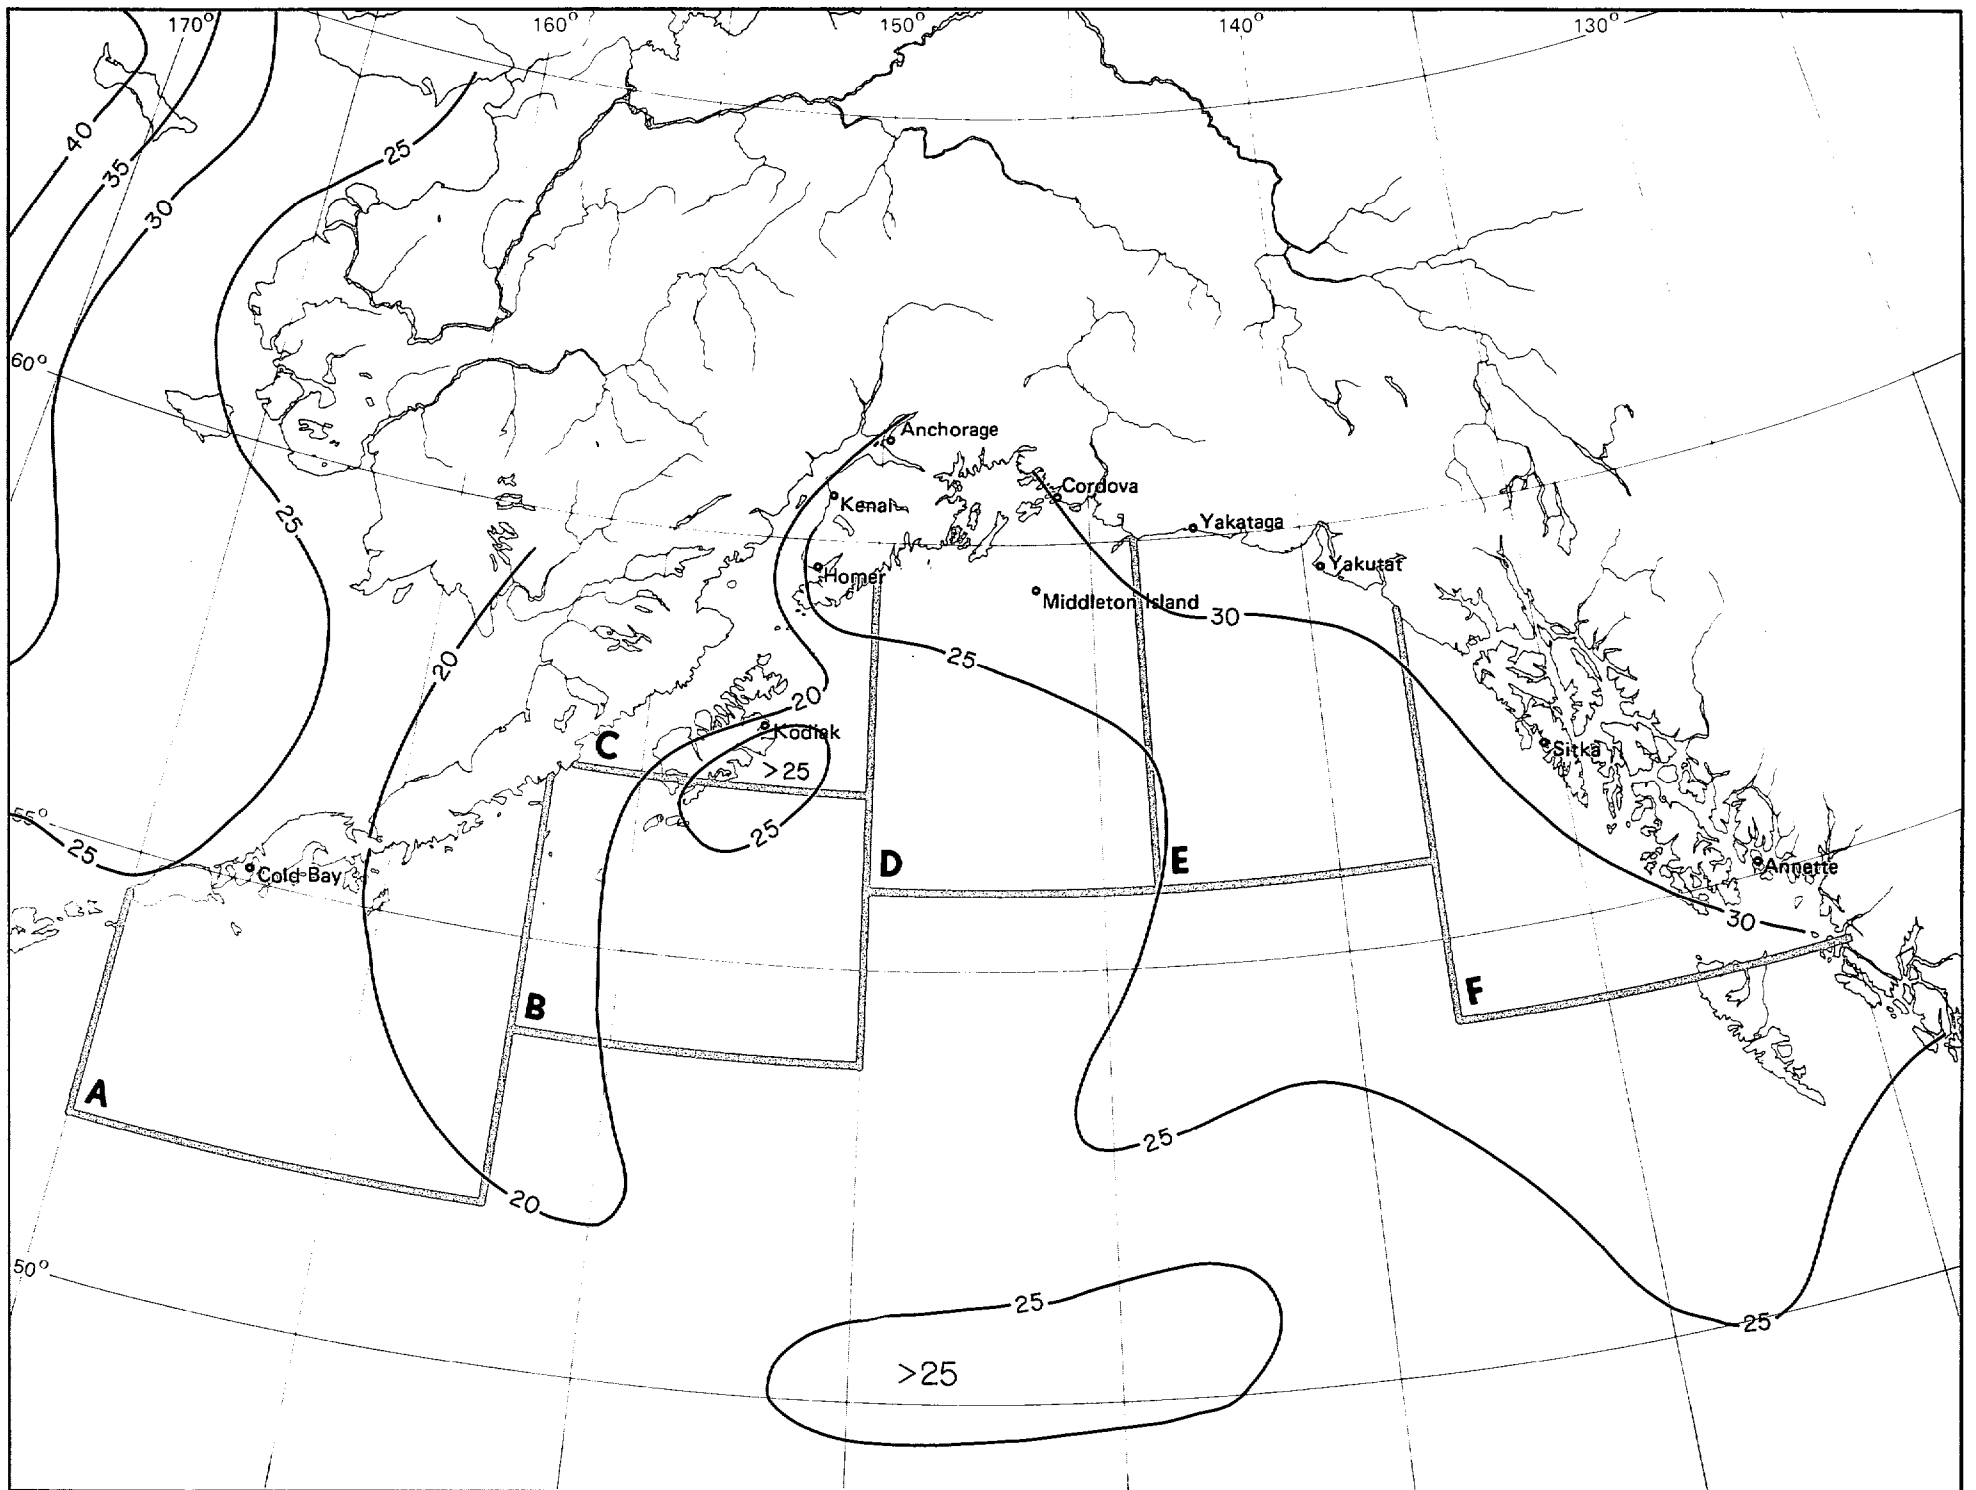 170°
160°
150°
140°
130°
40
35
30
25
60°
25
Anchorage
Kenai
Cordova
Yakataga
Homer
Yakutat
Middleton Island
30
20
25
20
Kodiak
C
>25
Sitka
55°
25
25
Cold Bay
D
E
Annette
30
B
F
A
25
20
50°
25
25
>25